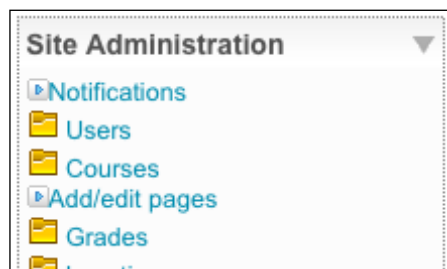 Site Administration
Notifications
Users
Courses
Add/edit pages
Grades